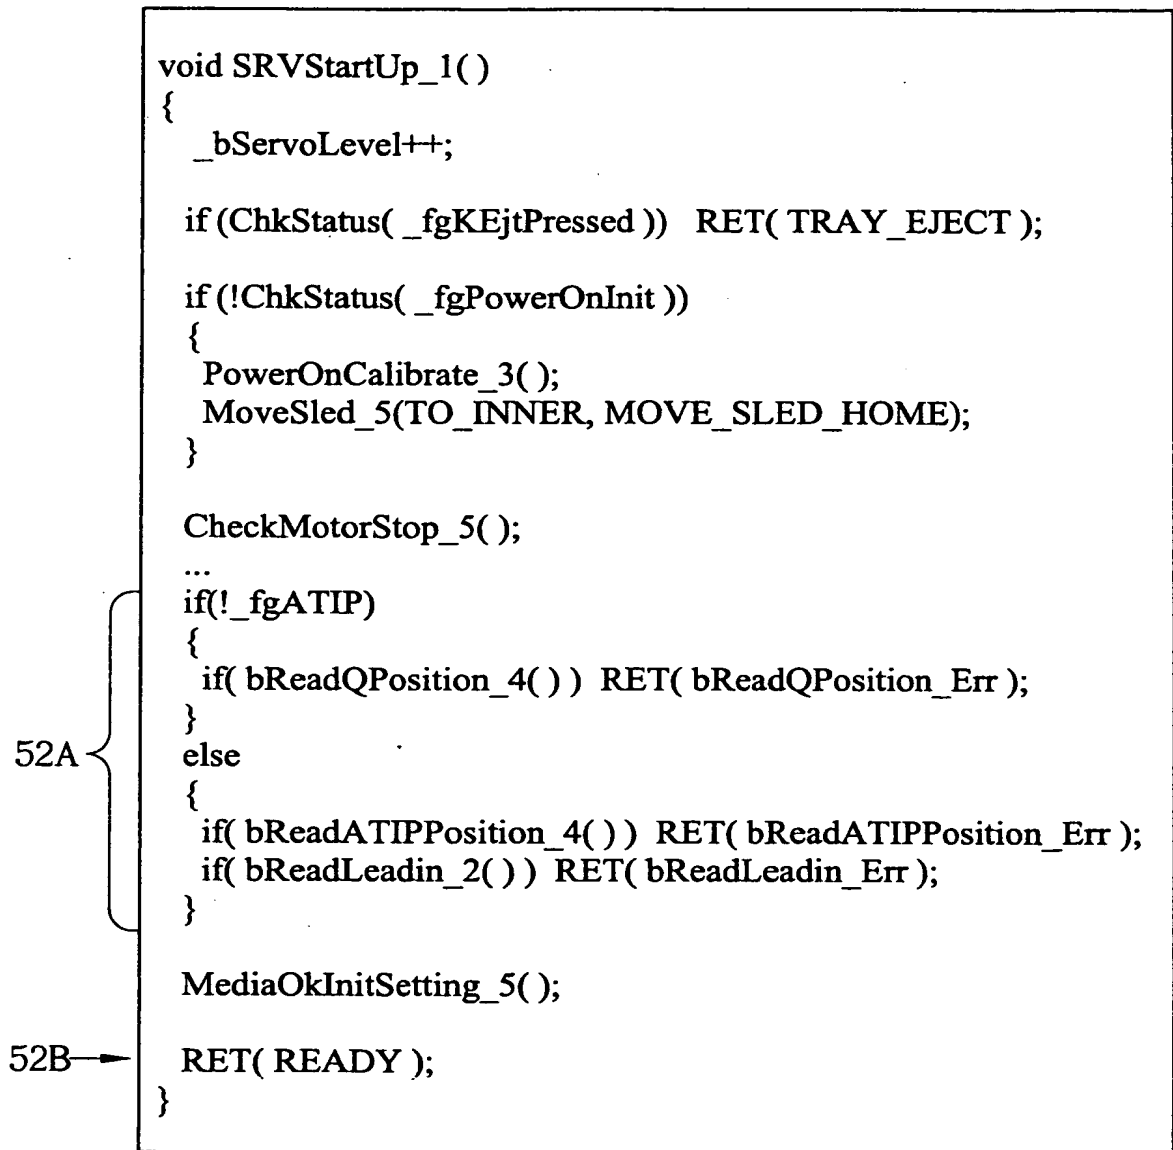 void SRVStartUp_1( )
{
_bServoLevel++;
if (ChkStatus( _fgKEjtPressed ))   RET( TRAY_EJECT );
if (!ChkStatus( _fgPowerOnInit ))
{
PowerOnCalibrate_3( );
MoveSled_5(TO_INNER, MOVE_SLED_HOME);
}
CheckMotorStop_5( );
...
if(!_fgATIP)
{
if( bReadQPosition_4( ) )  RET( bReadQPosition_Err );
}
52A
else
{
if( bReadATIPPosition_4( ) )  RET( bReadATIPPosition_Err );
if( bReadLeadin_2( ) )  RET( bReadLeadin_Err );
}
MediaOkInitSetting_5( );
52B RET( READY );
}